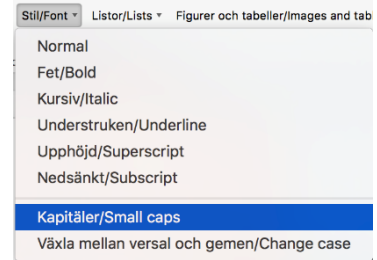 Stil/Font Listor/Lists Figurer och tabeller/Images and tab
Normal
Fet/Bold
Kursiv/Italic
Understruken/Underline
Upphöjd/Superscript
Nedsänkt/Subscript
Kapitäler/Small caps
Växla mellan versal och gemen/Change case